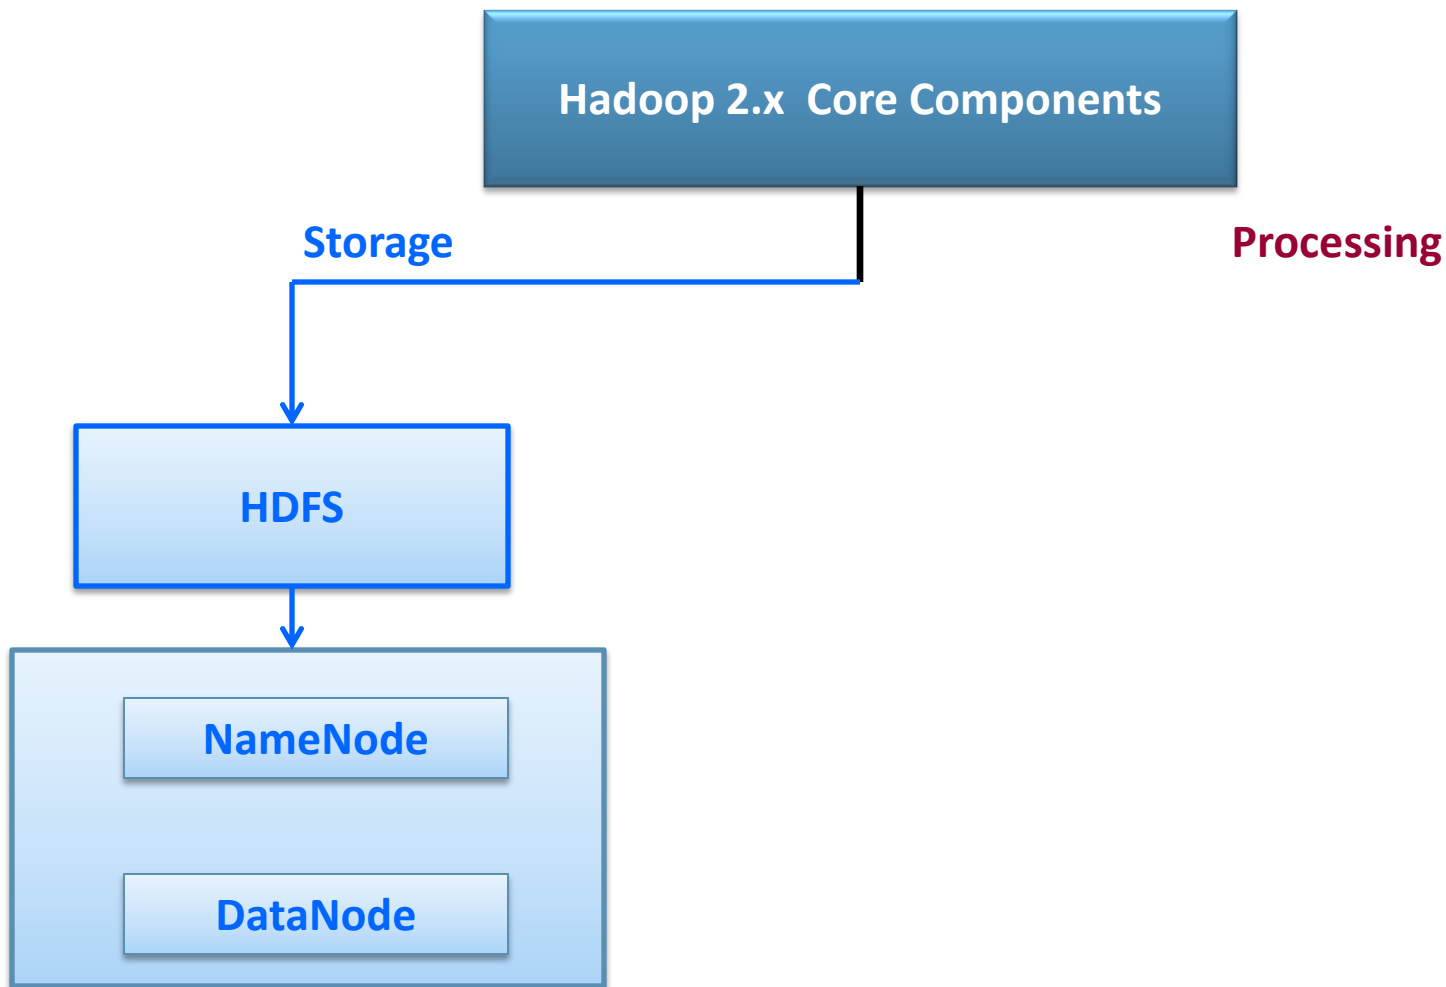 Hadoop 2.x  Core Components
Storage
Processing
HDFS
NameNode
DataNode